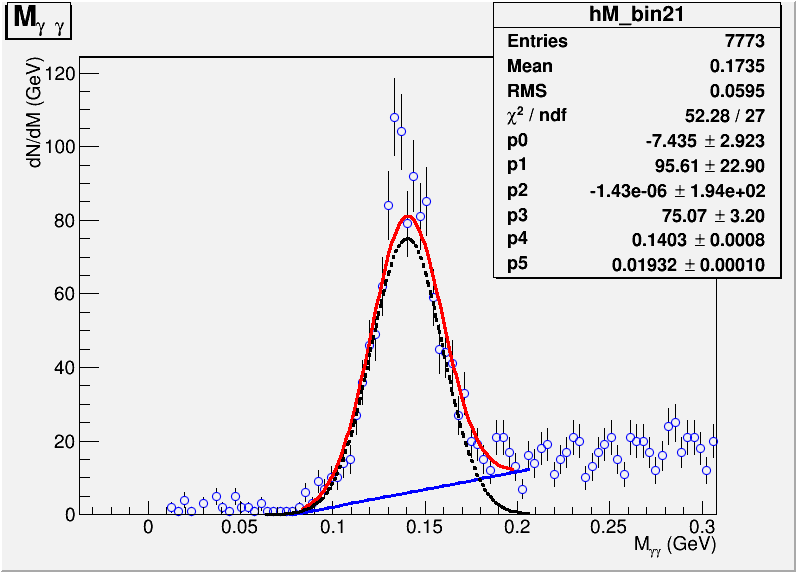 M γ γ
hM_bin21
Entries 7773
Mean 0.1735
RMS 0.0595
χ² / ndf 52.28 / 27
p0 -7.435 ± 2.923
p1 95.61 ± 22.90
p2 -1.43e-06 ± 1.94e+02
p3 75.07 ± 3.20
p4 0.1403 ± 0.0008
p5 0.01932 ± 0.00010
dN/dM (GeV)
120
100
80
60
40
20
0
0 0.05 0.1 0.15 0.2 0.25 0.3
Mγγ (GeV)